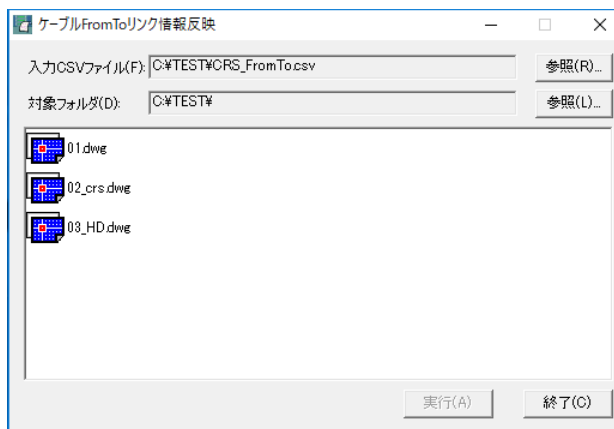 ケーブルFromToリンク情報反映
入力CSVファイル(F): C:¥TEST¥CRS_FromTo.csv 参照(R)...
対象フォルダ(D): C:¥TEST¥ 参照(L)...
01.dwg
02_crs.dwg
03_HD.dwg
実行(A) 終了(C)